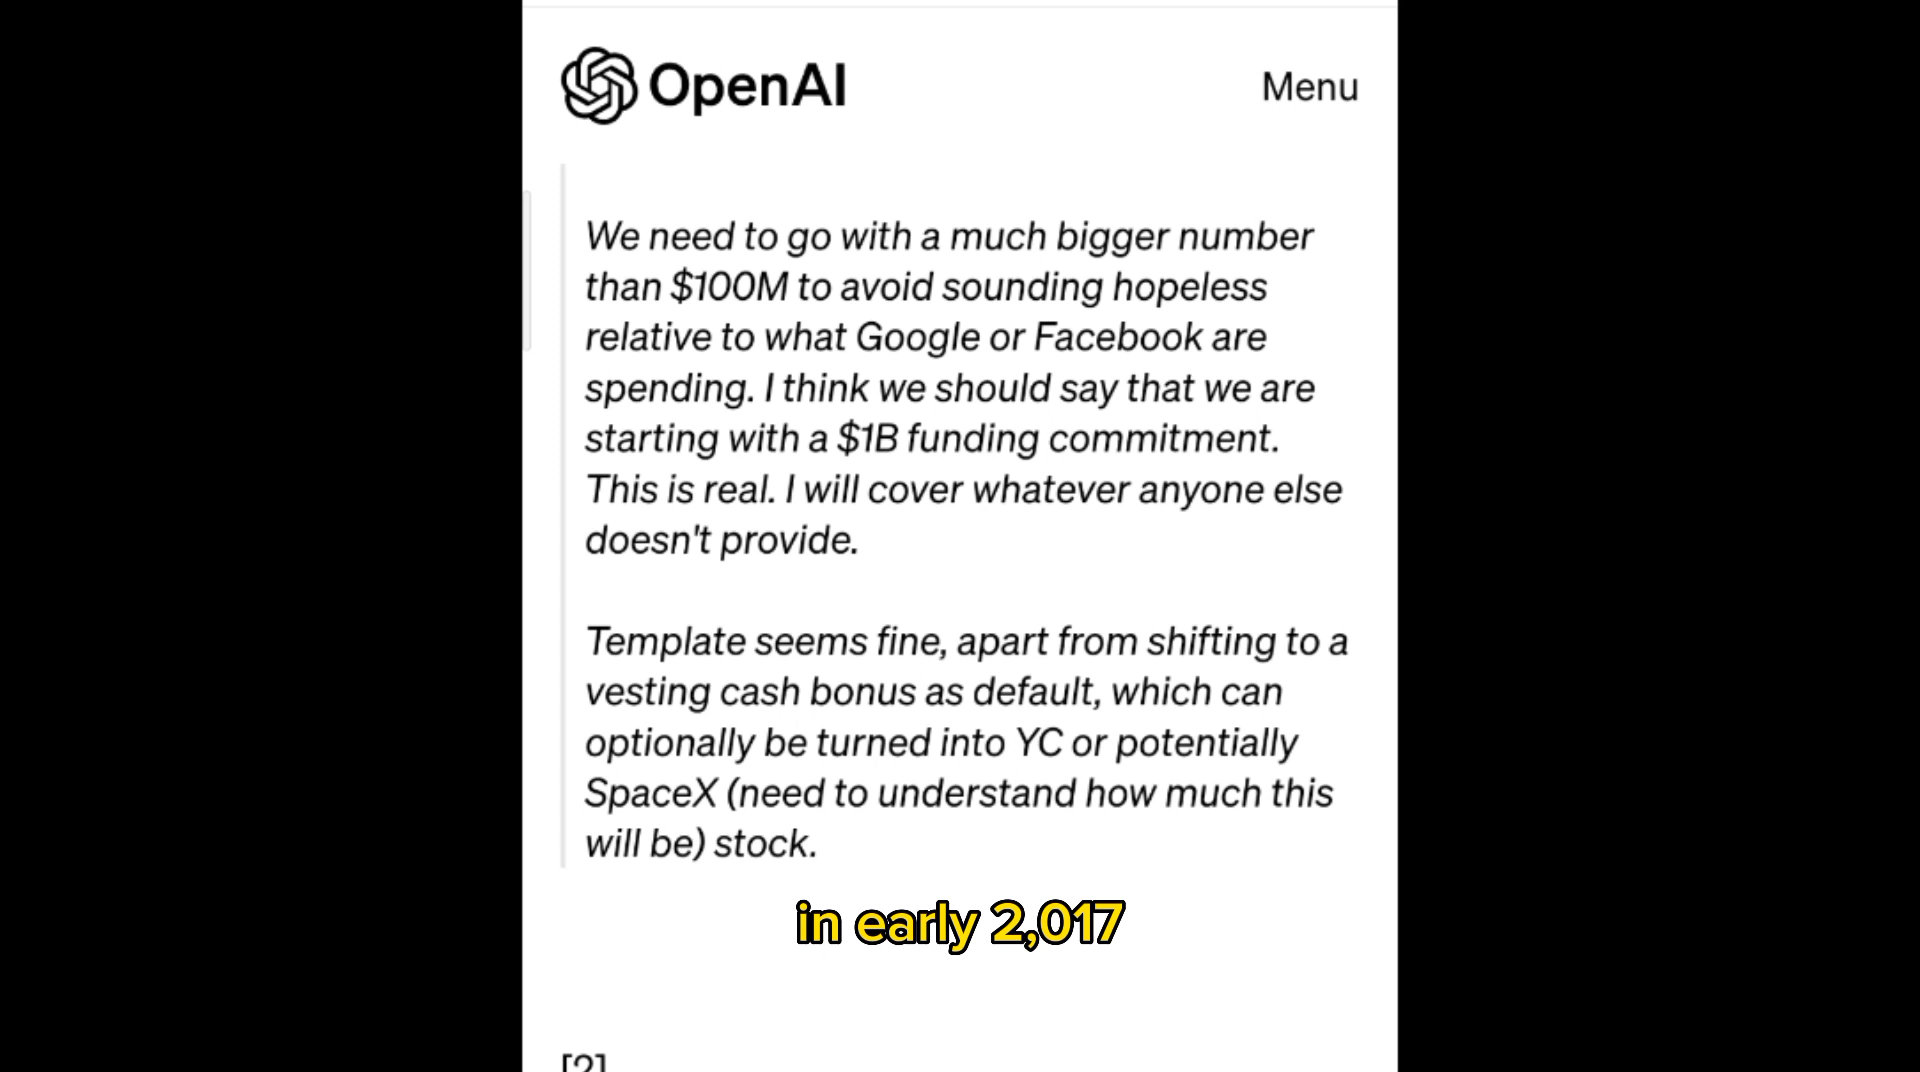 OpenAI
Menu
We need to go with a much bigger number
than $100M to avoid sounding hopeless
relative to what Google or Facebook are
spending. I think we should say that we are
starting with a $1B funding commitment.
This is real. I will cover whatever anyone else
doesn't provide.
Template seems fine, apart from shifting to a
vesting cash bonus as default, which can
optionally be turned into YC or potentially
SpaceX (need to understand how much this
will be) stock.
in early 2,017
[2]